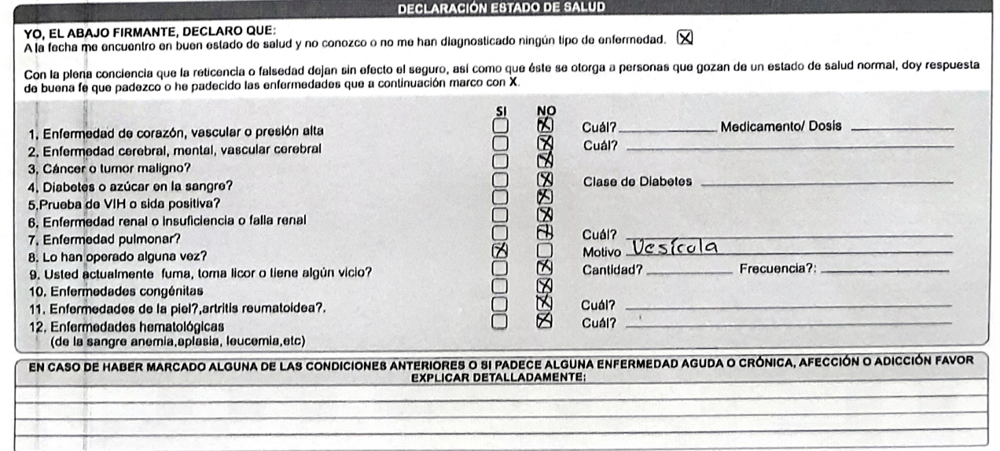 DECLARACIÓN ESTADO DE SALUD
YO, EL ABAJO FIRMANTE, DECLARO QUE:
A la fecha me encuentro en buen estado de salud y no conozco o no me han diagnosticado ningún tipo de enfermedad. ☒
Con la plena conciencia que la reticencia o falsedad dejan sin efecto el seguro, así como que éste se otorga a personas que gozan de un estado de salud normal, doy respuesta
de buena fe que padezco o he padecido las enfermedades que a continuación marco con X.
SI NO
1. Enfermedad de corazón, vascular o presión alta ☐ ☒ Cuál? Medicamento/ Dosis
2. Enfermedad cerebral, mental, vascular cerebral ☐ ☒ Cuál?
3. Cáncer o tumor maligno? ☐ ☒
4. Diabetes o azúcar en la sangre? ☐ ☒ Clase de Diabetes
5.Prueba de VIH o sida positiva? ☐ ☒
6. Enfermedad renal o insuficiencia o falla renal ☐ ☒
7. Enfermedad pulmonar? ☐ ☒ Cuál?
8. Lo han operado alguna vez? ☒ ☐ Motivo Vesícula
9. Usted actualmente fuma, toma licor o tiene algún vicio? ☐ ☒ Cantidad? Frecuencia?:
10. Enfermedades congénitas ☐ ☒
11. Enfermedades de la piel?,artritis reumatoidea?. ☐ ☒ Cuál?
12. Enfermedades hematológicas ☐ ☒ Cuál?
(de la sangre anemia,aplasia, leucemia,etc)
EN CASO DE HABER MARCADO ALGUNA DE LAS CONDICIONES ANTERIORES O SI PADECE ALGUNA ENFERMEDAD AGUDA O CRÓNICA, AFECCIÓN O ADICCIÓN FAVOR
EXPLICAR DETALLADAMENTE: